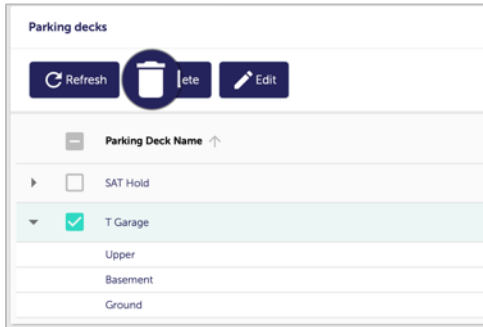 Parking decks
Refresh ete Edit
Parking Deck Name
SAT Hold
T Garage
Upper
Basement
Ground